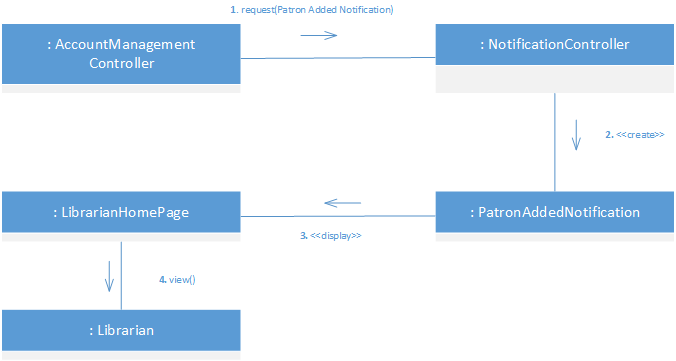 1. request(Patron Added Notification)
: AccountManagement
Controller
: NotificationController
2. <<create>>
: LibrarianHomePage
: PatronAddedNotification
3. <<display>>
4. view()
: Librarian